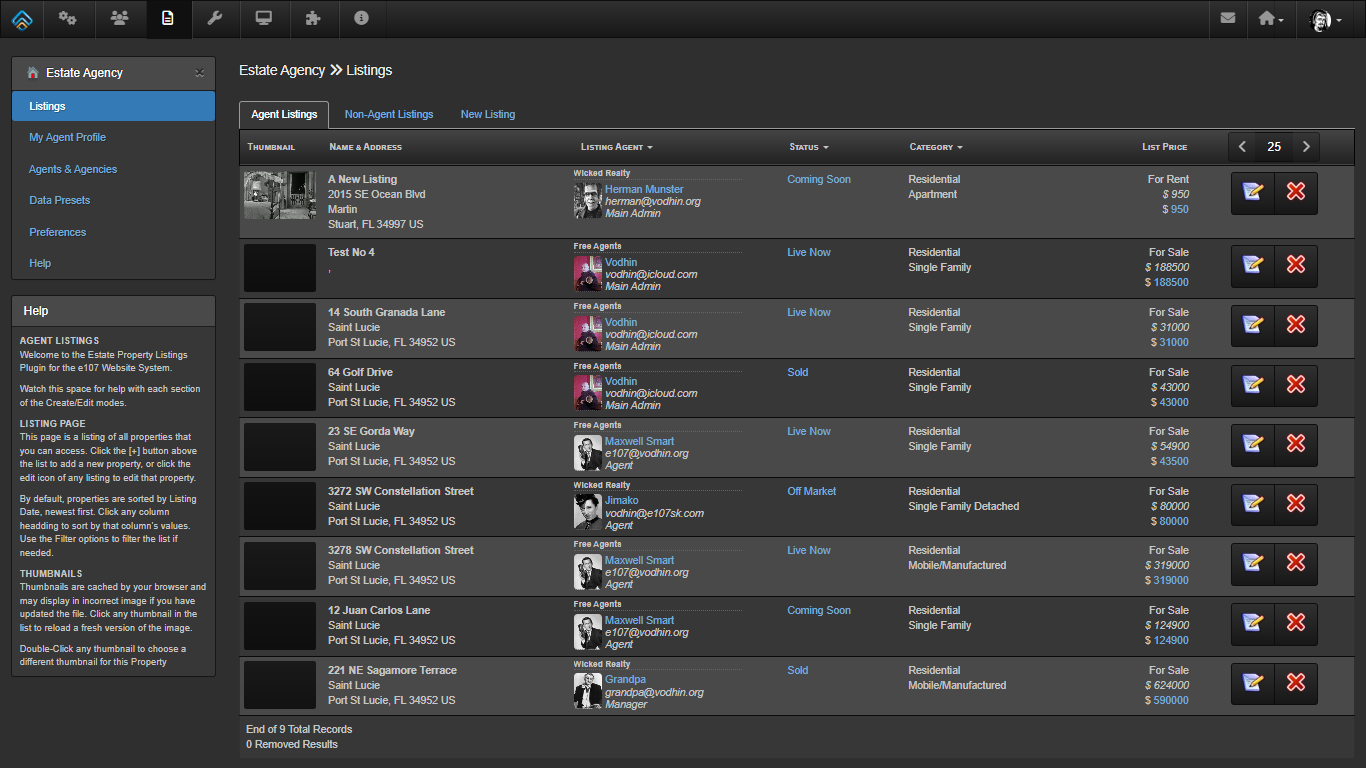 Estate Agency
Listings
My Agent Profile
Agents & Agencies
Data Presets
Preferences
Help
Help
AGENT LISTINGS
Welcome to the Estate Property Listings
Plugin for the e107 Website System.
Watch this space for help with each section
of the Create/Edit modes.
LISTING PAGE
This page is a listing of all properties that
you can access. Click the [+] button above
the list to add a new property, or click the
edit icon of any listing to edit that property.
By default, properties are sorted by Listing
Date, newest first. Click any column
heading to sort by that column's values.
Use the Filter options to filter the list if
needed.
THUMBNAILS
Thumbnails are cached by your browser and
may display in incorrect image if you have
updated the file. Click any thumbnail in the
list to reload a fresh version of the image.
Double-Click any thumbnail to choose a
different thumbnail for this Property
Estate Agency » Listings
Agent Listings Non-Agent Listings New Listing
Thumbnail Name & Address Listing Agent Status Category List Price 25
A New Listing
2015 SE Ocean Blvd
Martin
Stuart, FL 34997 US
Wicked Realty
Herman Munster
herman@vodhin.org
Main Admin
Coming Soon
Residential
Apartment
For Rent
$ 950
$ 950
Test No 4
,
Free Agents
Vodhin
vodhin@icloud.com
Main Admin
Live Now
Residential
Single Family
For Sale
$ 188500
$ 188500
14 South Granada Lane
Saint Lucie
Port St Lucie, FL 34952 US
Free Agents
Vodhin
vodhin@icloud.com
Main Admin
Live Now
Residential
Single Family
For Sale
$ 31000
$ 31000
64 Golf Drive
Saint Lucie
Port St Lucie, FL 34952 US
Free Agents
Vodhin
vodhin@icloud.com
Main Admin
Sold
Residential
Single Family
For Sale
$ 43000
$ 43000
23 SE Gorda Way
Saint Lucie
Port St Lucie, FL 34952 US
Free Agents
Maxwell Smart
e107@vodhin.org
Agent
Live Now
Residential
Single Family
For Sale
$ 54900
$ 43500
3272 SW Constellation Street
Saint Lucie
Port St Lucie, FL 34952 US
Wicked Realty
Jimako
vodhin@e107sk.com
Agent
Off Market
Residential
Single Family Detached
For Sale
$ 80000
$ 80000
3278 SW Constellation Street
Saint Lucie
Port St Lucie, FL 34952 US
Free Agents
Maxwell Smart
e107@vodhin.org
Agent
Live Now
Residential
Mobile/Manufactured
For Sale
$ 319000
$ 319000
12 Juan Carlos Lane
Saint Lucie
Port St Lucie, FL 34952 US
Free Agents
Maxwell Smart
e107@vodhin.org
Agent
Coming Soon
Residential
Single Family
For Sale
$ 124900
$ 124900
221 NE Sagamore Terrace
Saint Lucie
Port St Lucie, FL 34952 US
Wicked Realty
Grandpa
grandpa@vodhin.org
Manager
Sold
Residential
Mobile/Manufactured
For Sale
$ 624000
$ 590000
End of 9 Total Records
0 Removed Results